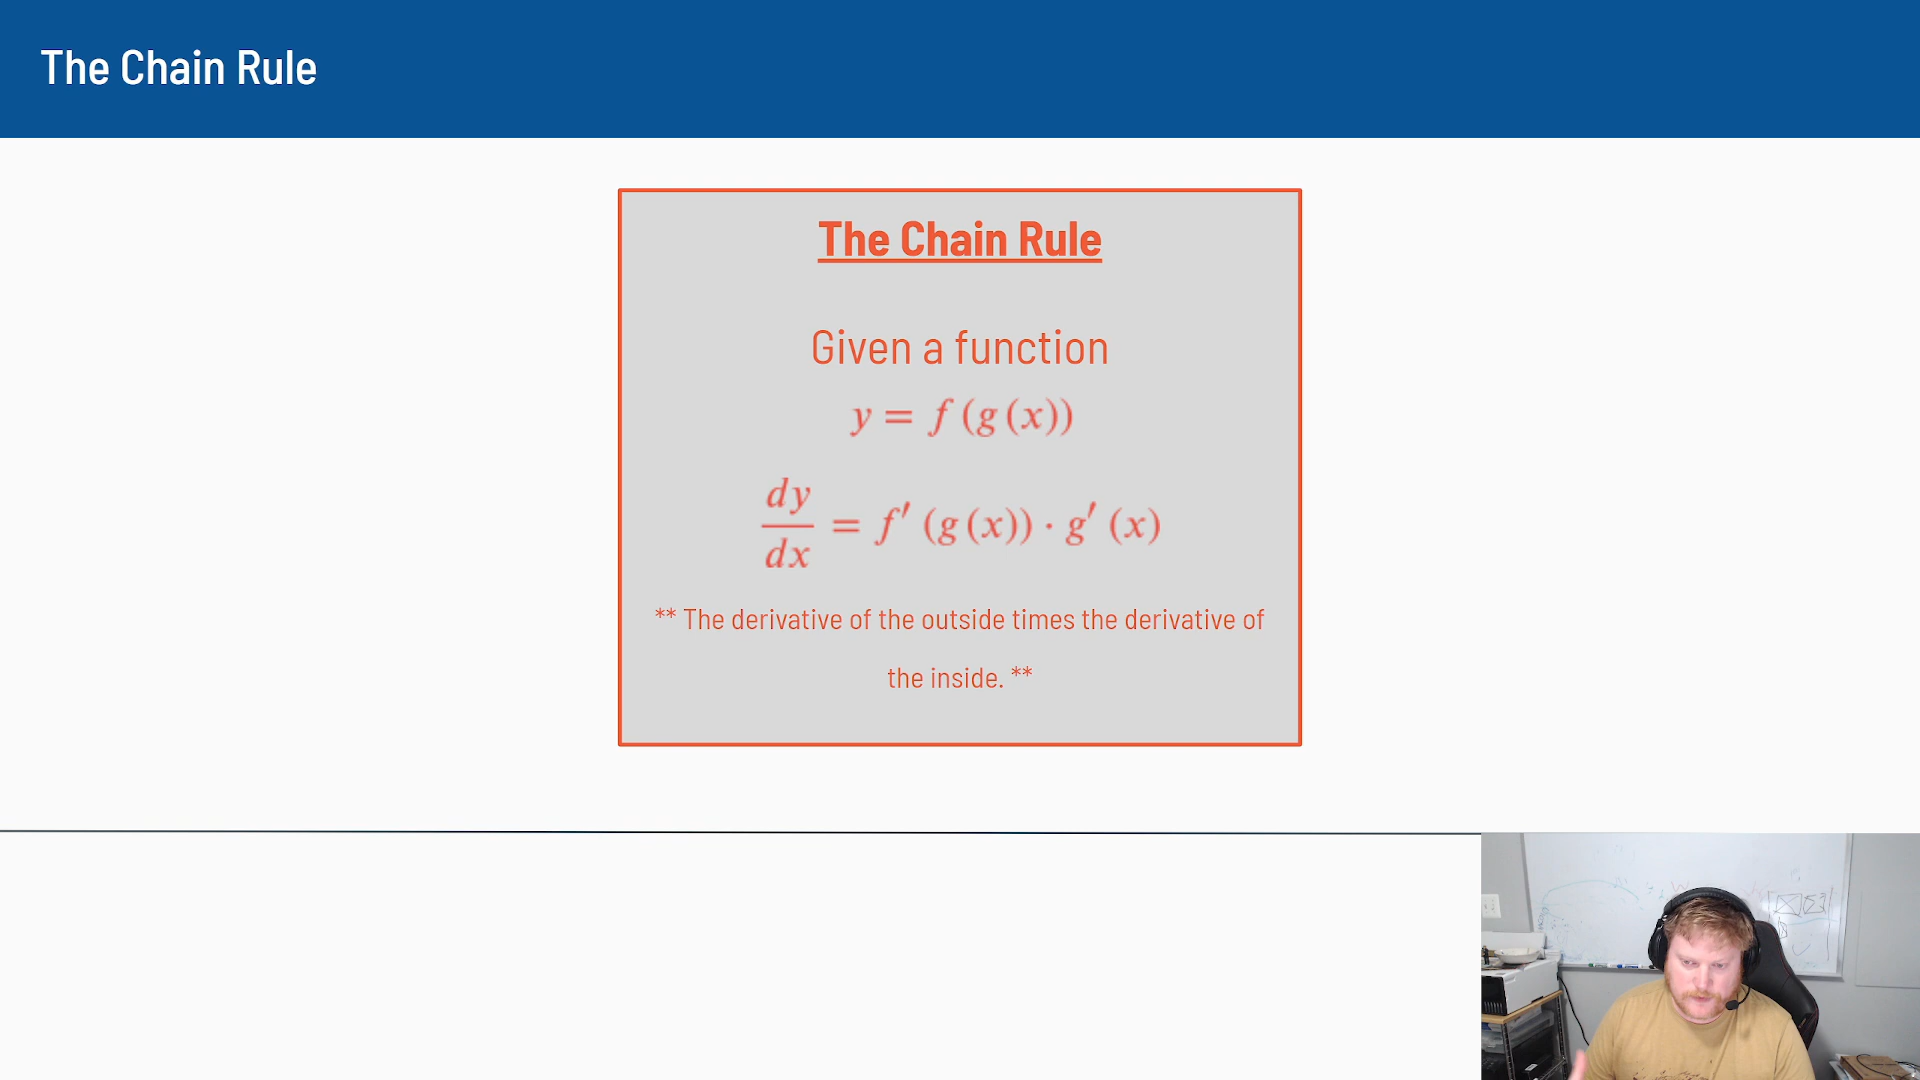 The Chain Rule
The Chain Rule
Given a function
y = f (g (x))
dy/dx = f′ (g (x)) · g′ (x)
** The derivative of the outside times the derivative of
the inside. **